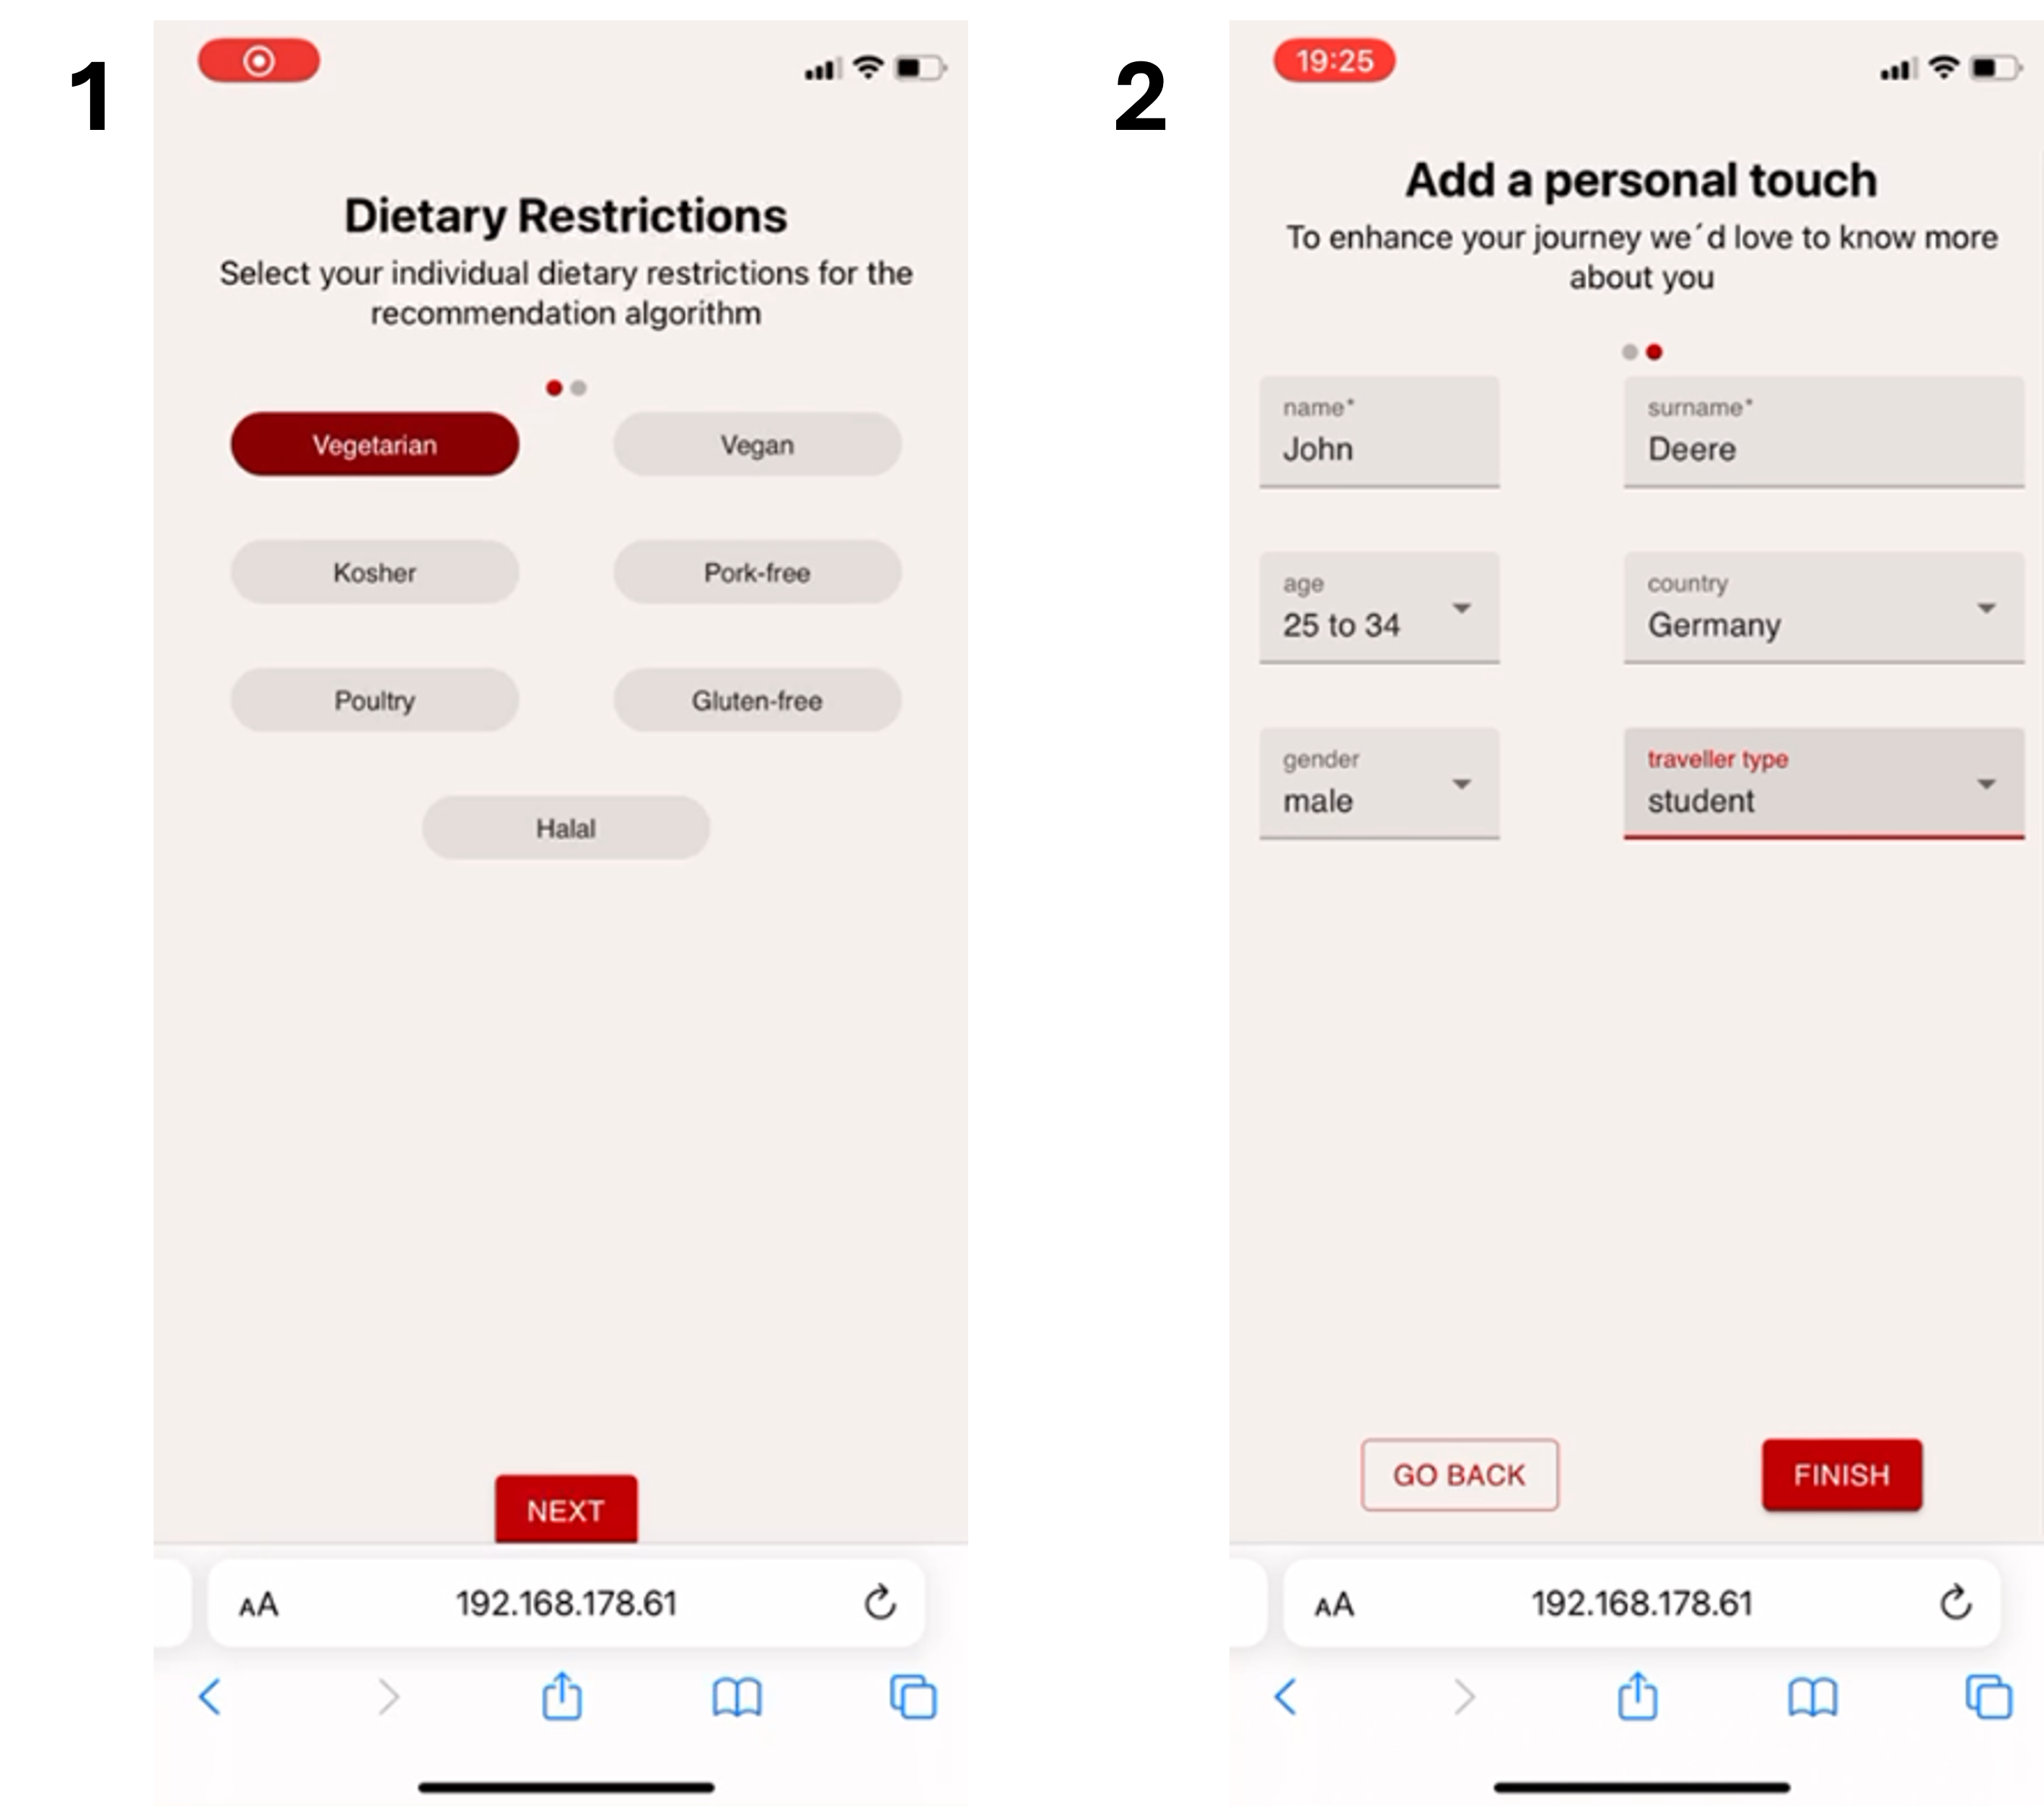 1
Dietary Restrictions
Select your individual dietary restrictions for the
recommendation algorithm
Vegetarian
Vegan
Kosher
Pork-free
Poultry
Gluten-free
Halal
NEXT
AA
192.168.178.61
2
19:25
Add a personal touch
To enhance your journey we´d love to know more
about you
name*
John
surname*
Deere
age
25 to 34
country
Germany
gender
male
traveller type
student
GO BACK
FINISH
AA
192.168.178.61